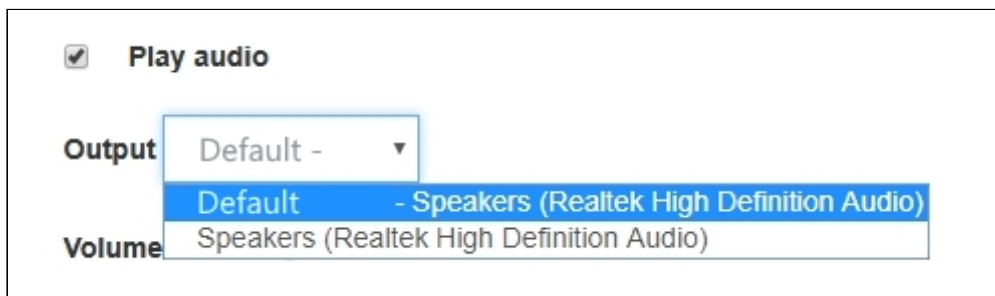 Play audio
Output Default -
Default - Speakers (Realtek High Definition Audio)
Speakers (Realtek High Definition Audio)
Volume